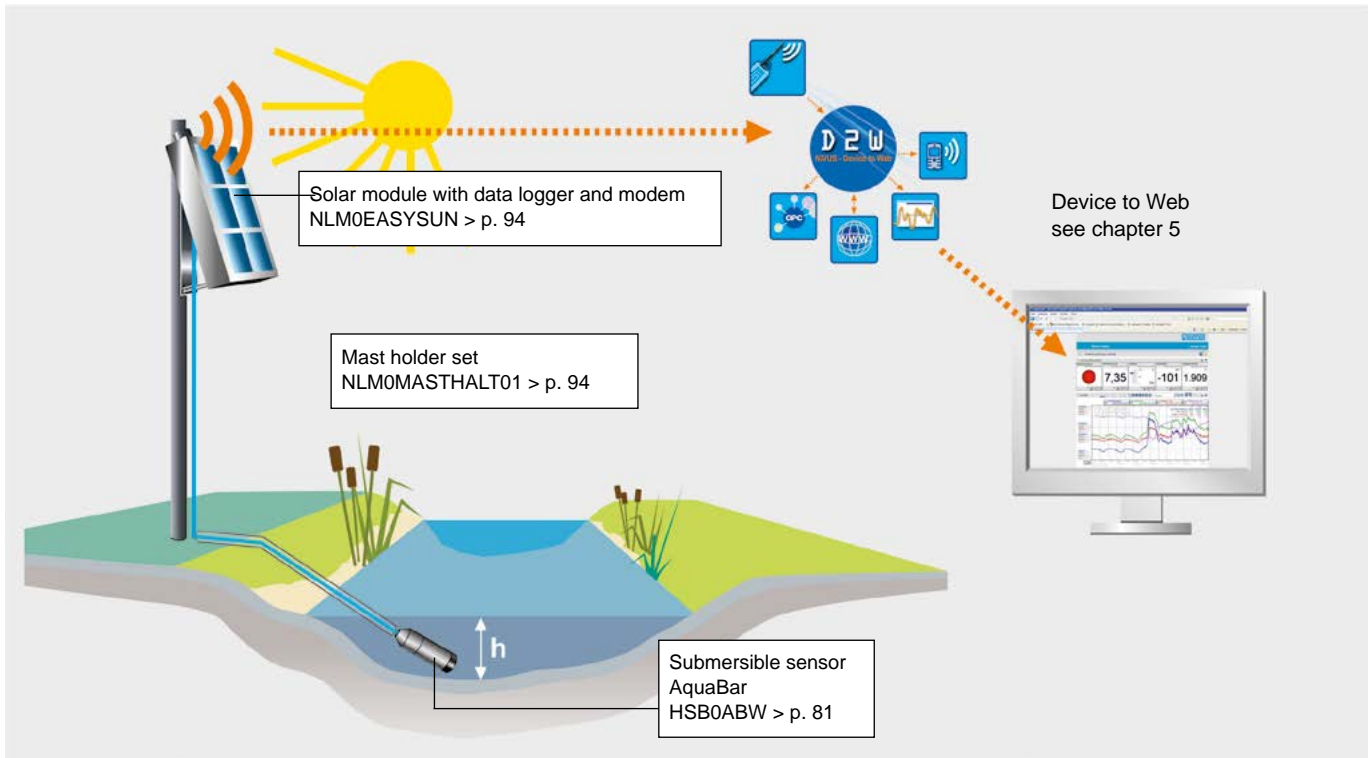 D2W
NIVUS - Device to Web
Solar module with data logger and modem
NLM0EASYSUN > p. 94
OPC
WWW
Device to Web
see chapter 5
Mast holder set
NLM0MASTHALT01 > p. 94
7,35
-101
1.909
h
Submersible sensor
AquaBar
HSB0ABW > p. 81